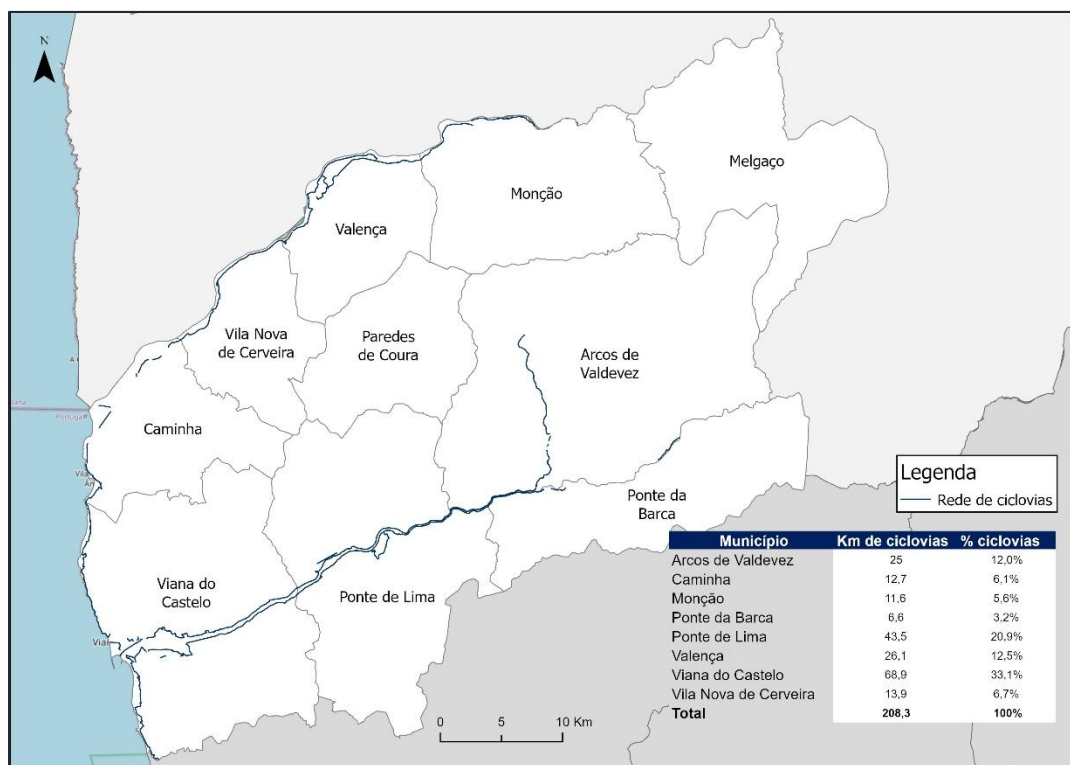 N
Melgaço
Monção
Valença
Vila Nova
de Cerveira
Paredes
de Coura
Arcos de
Valdevez
Caminha
Ponte da
Barca
Viana do
Castelo
Ponte de Lima
Portugal
Vila
Vian
0 5 10 Km
Legenda
Rede de ciclovias
Município Km de ciclovias % ciclovias
Arcos de Valdevez 25 12,0%
Caminha 12,7 6,1%
Monção 11,6 5,6%
Ponte da Barca 6,6 3,2%
Ponte de Lima 43,5 20,9%
Valença 26,1 12,5%
Viana do Castelo 68,9 33,1%
Vila Nova de Cerveira 13,9 6,7%
Total 208,3 100%